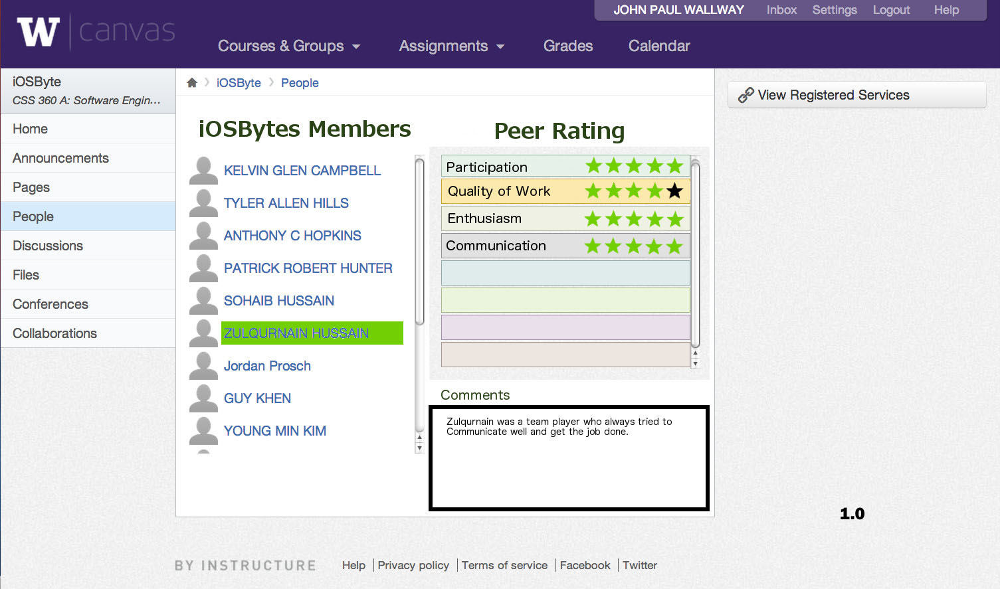 JOHN PAUL WALLWAY Inbox Settings Logout Help
W canvas
Courses & Groups Assignments Grades Calendar
iOSByte
CSS 360 A: Software Engin...
Home
Announcements
Pages
People
Discussions
Files
Conferences
Collaborations
iOSByte People
iOSBytes Members
KELVIN GLEN CAMPBELL
TYLER ALLEN HILLS
ANTHONY C HOPKINS
PATRICK ROBERT HUNTER
SOHAIB HUSSAIN
ZULQURNAIN HUSSAIN
Jordan Prosch
GUY KHEN
YOUNG MIN KIM
Peer Rating
Participation
Quality of Work
Enthusiasm
Communication
Comments
Zulqurnain was a team player who always tried to
Communicate well and get the job done.
View Registered Services
1.0
BY INSTRUCTURE Help Privacy policy Terms of service Facebook Twitter